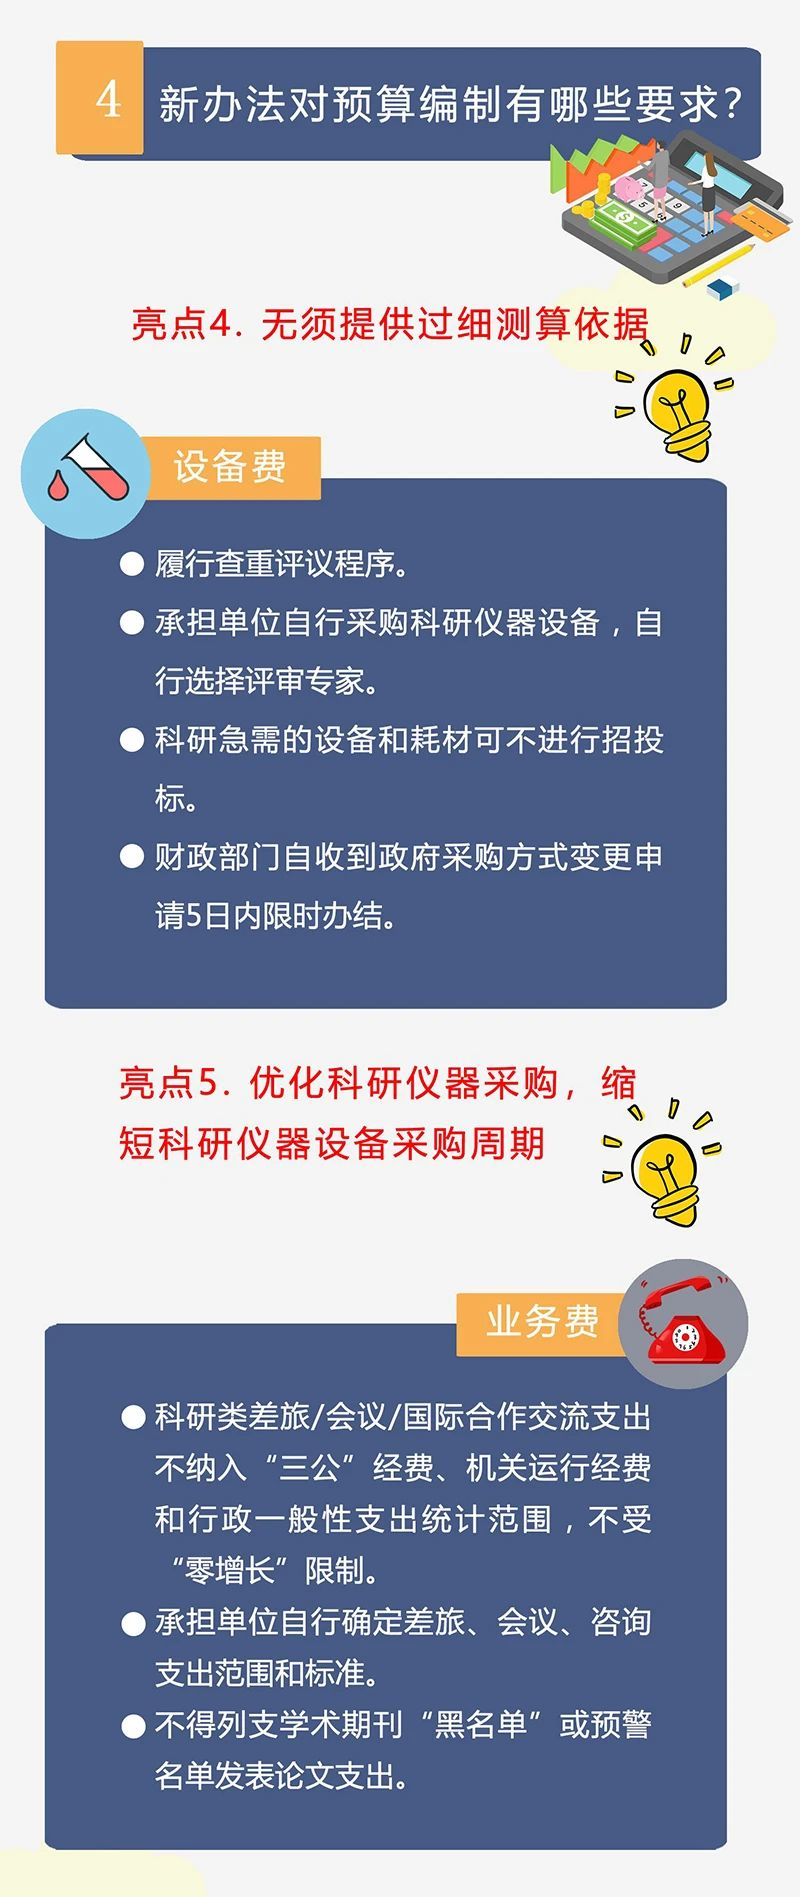 4
新办法对预算编制有哪些要求？
亮点4. 无须提供过细测算依据
设备费
● 履行查重评议程序。
● 承担单位自行采购科研仪器设备，自
行选择评审专家。
● 科研急需的设备和耗材可不进行招投
标。
● 财政部门自收到政府采购方式变更申
请5日内限时办结。
亮点5. 优化科研仪器采购，缩
短科研仪器设备采购周期
业务费
● 科研类差旅/会议/国际合作交流支出
不纳入“三公”经费、机关运行经费
和行政一般性支出统计范围，不受
“零增长”限制。
● 承担单位自行确定差旅、会议、咨询
支出范围和标准。
● 不得列支学术期刊“黑名单”或预警
名单发表论文支出。